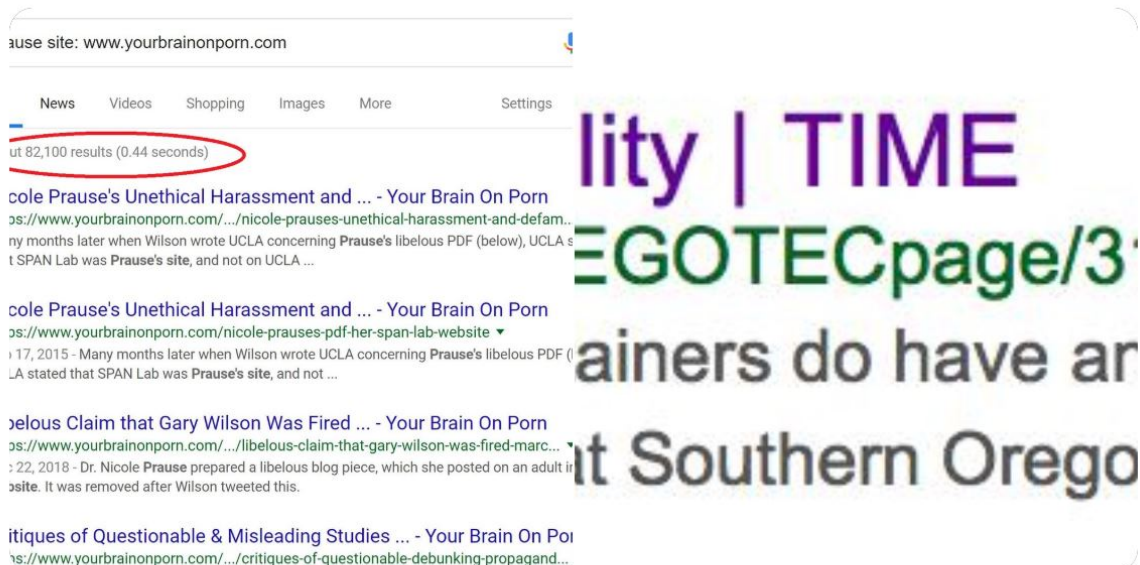 ause site: www.yourbrainonporn.com
News Videos Shopping Images More Settings
ut 82,100 results (0.44 seconds)
cole Prause's Unethical Harassment and ... - Your Brain On Porn
ps://www.yourbrainonporn.com/.../nicole-prauses-unethical-harassment-and-defam...
ny months later when Wilson wrote UCLA concerning Prause's libelous PDF (below), UCLA s
t SPAN Lab was Prause's site, and not on UCLA ...
cole Prause's Unethical Harassment and ... - Your Brain On Porn
ps://www.yourbrainonporn.com/nicole-prauses-pdf-her-span-lab-website
17, 2015 - Many months later when Wilson wrote UCLA concerning Prause's libelous PDF (
LA stated that SPAN Lab was Prause's site, and not ...
belous Claim that Gary Wilson Was Fired ... - Your Brain On Porn
ps://www.yourbrainonporn.com/.../libelous-claim-that-gary-wilson-was-fired-marc...
c 22, 2018 - Dr. Nicole Prause prepared a libelous blog piece, which she posted on an adult in
bsite. It was removed after Wilson tweeted this.
itiques of Questionable & Misleading Studies ... - Your Brain On Por
ps://www.yourbrainonporn.com/.../critiques-of-questionable-debunking-propagand...
lity | TIME
EGOTECpage/31
ainers do have an
at Southern Orego